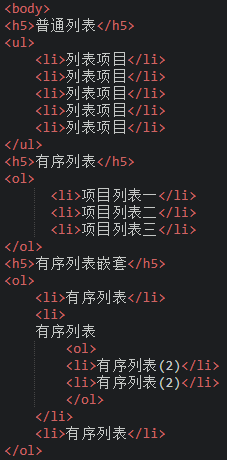 <body>
<h5>普通列表</h5>
<ul>
    <li>列表项目</li>
    <li>列表项目</li>
    <li>列表项目</li>
    <li>列表项目</li>
    <li>列表项目</li>
</ul>
<h5>有序列表</h5>
<ol>
      <li>项目列表一</li>
      <li>项目列表二</li>
      <li>项目列表三</li>
</ol>
<h5>有序列表嵌套</h5>
<ol>
    <li>有序列表</li>
    <li>
    有序列表
        <ol>
        <li>有序列表(2)</li>
        <li>有序列表(2)</li>
        </ol>
    </li>
    <li>有序列表</li>
</ol>